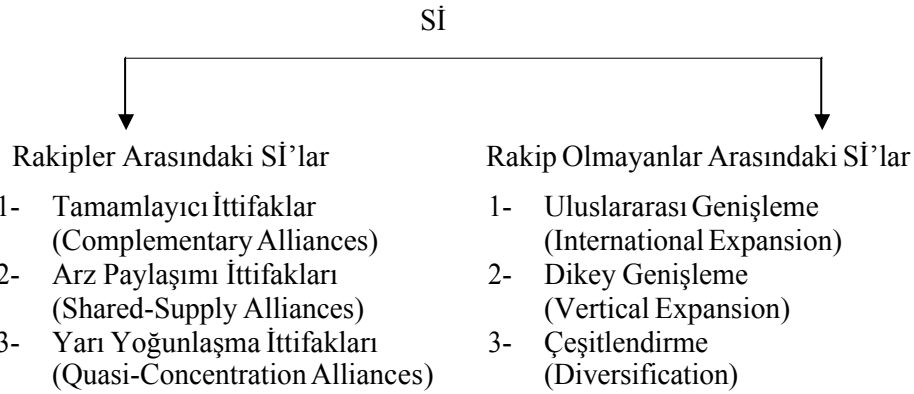 Sİ
Rakipler Arasındaki Sİ’lar
1- Tamamlayıcı İttifaklar
(Complementary Alliances)
2- Arz Paylaşımı İttifakları
(Shared-Supply Alliances)
3- Yarı Yoğunlaşma İttifakları
(Quasi-Concentration Alliances)
Rakip Olmayanlar Arasındaki Sİ’lar
1- Uluslararası Genişleme
(International Expansion)
2- Dikey Genişleme
(Vertical Expansion)
3- Çeşitlendirme
(Diversification)